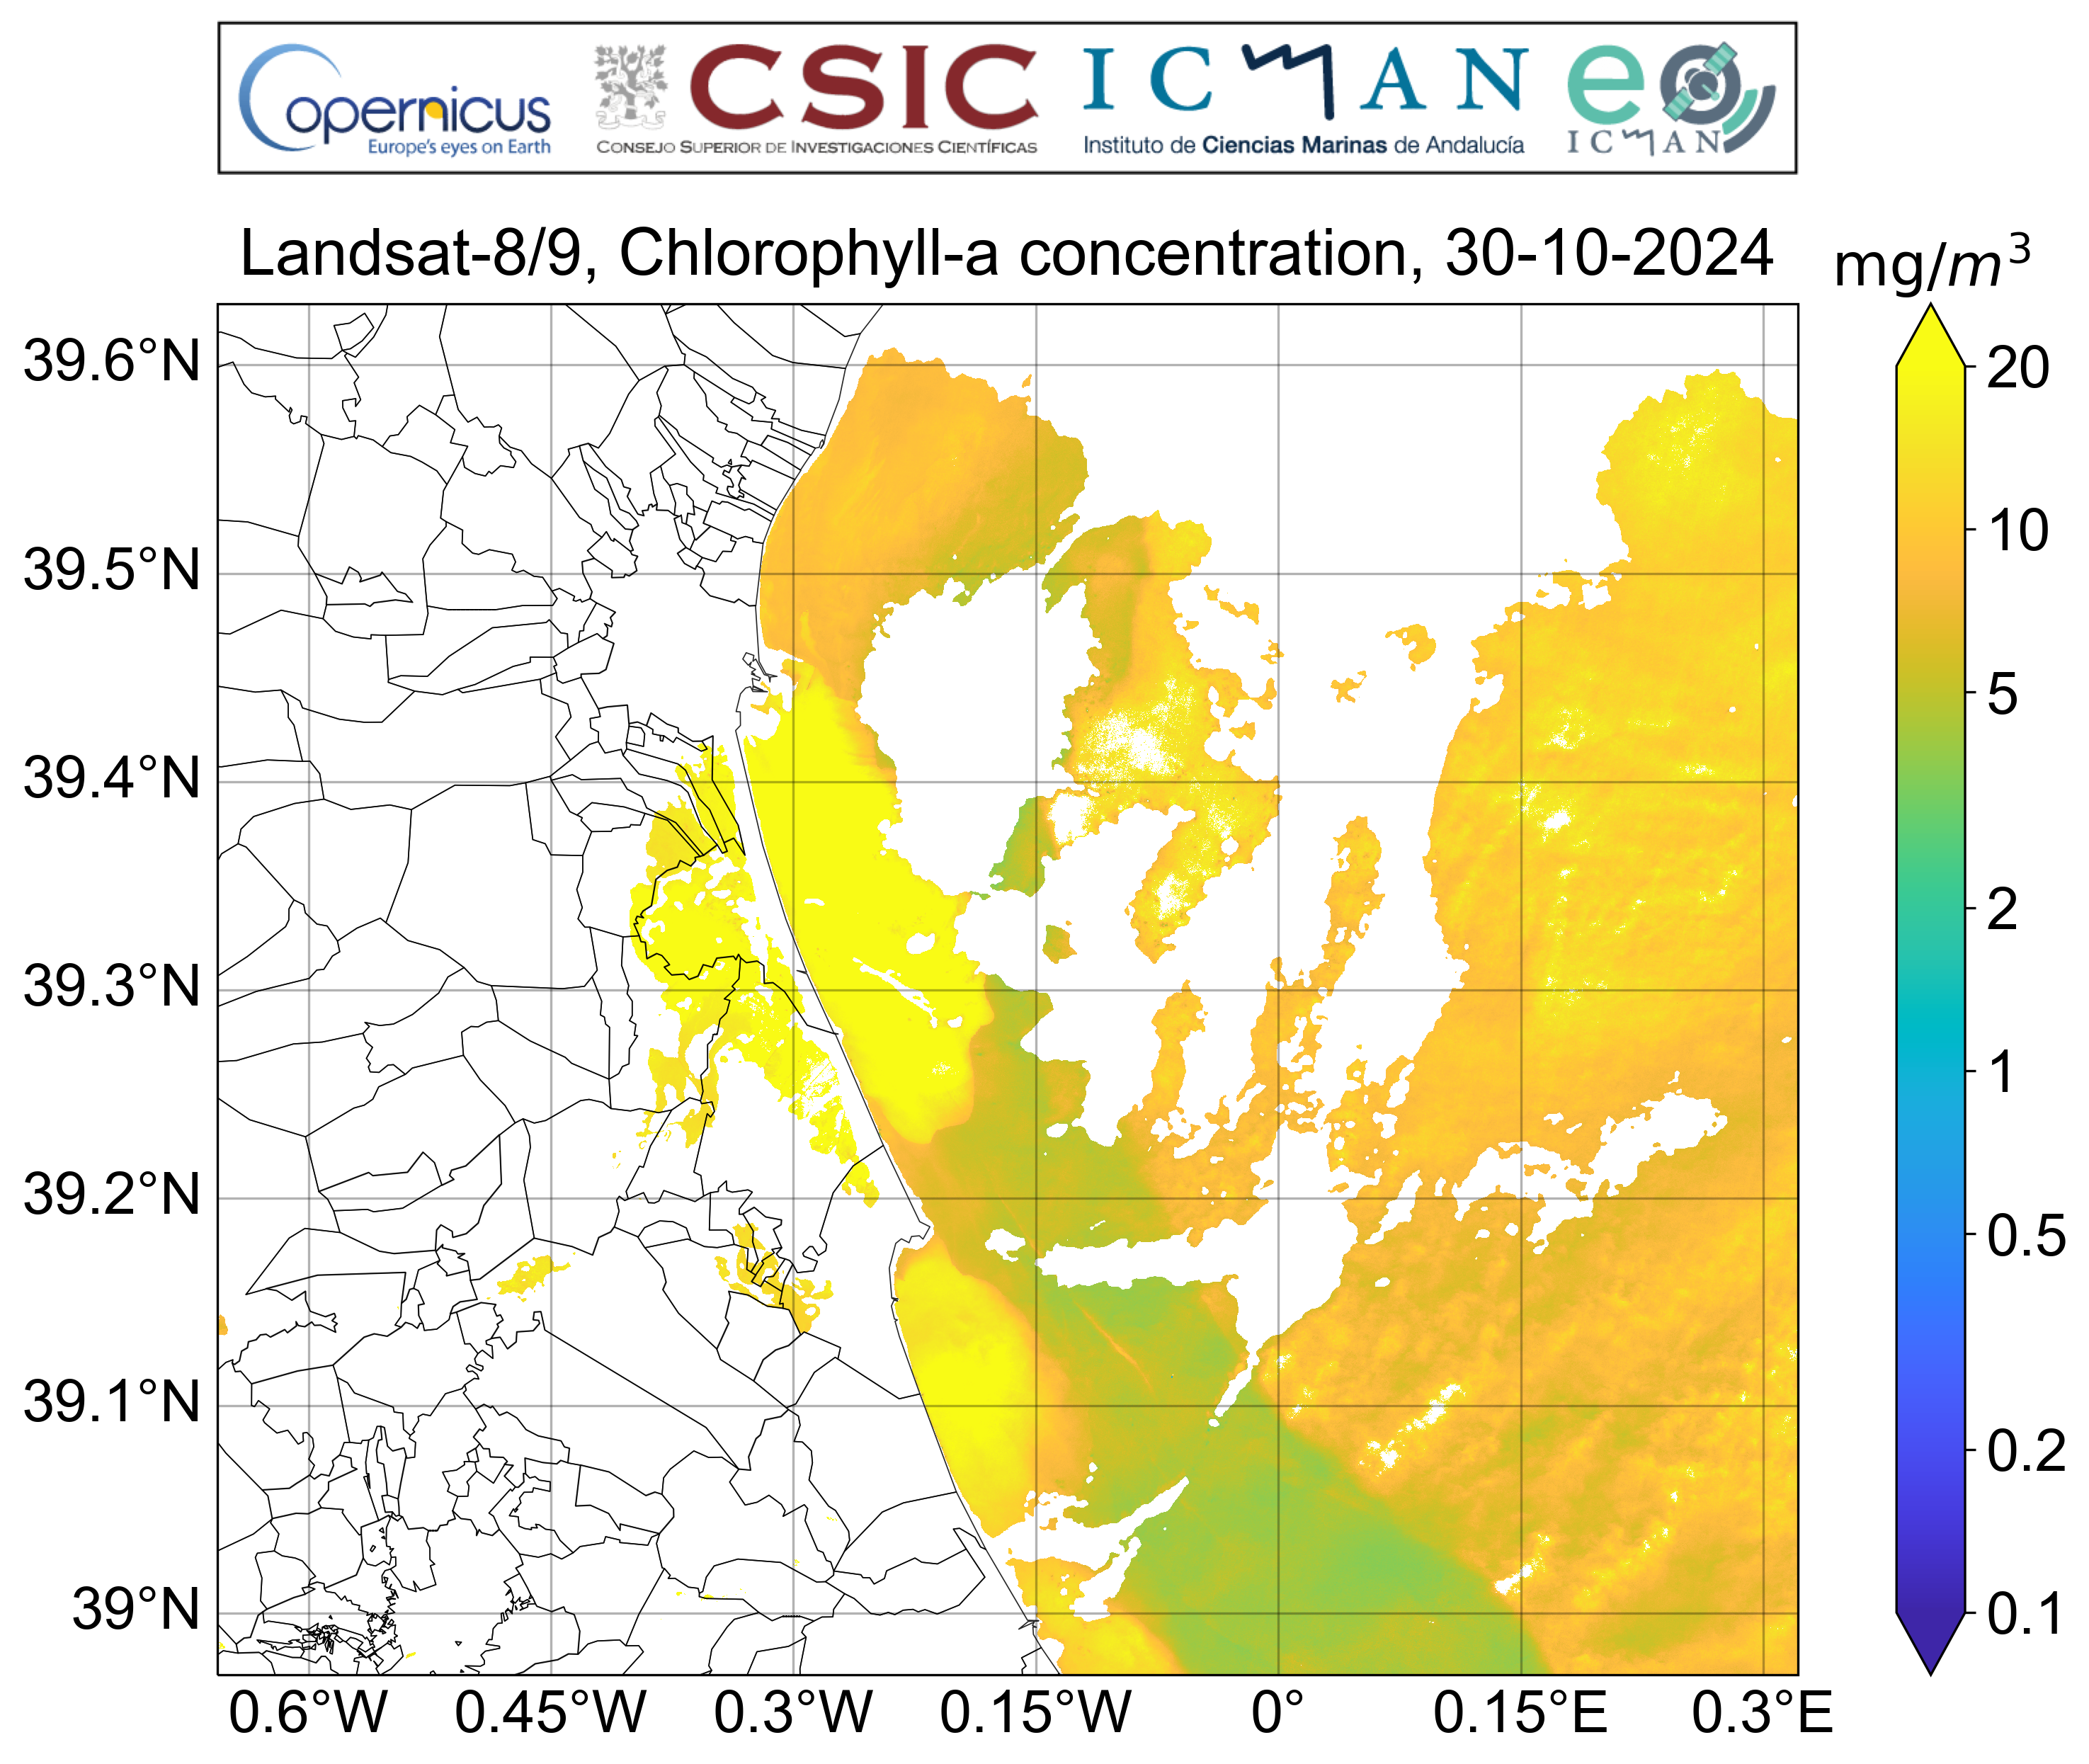 opernicus
Europe's eyes on Earth
CSIC
CONSEJO SUPERIOR DE INVESTIGACIONES CIENTÍFICAS
ICMAN
Instituto de Ciencias Marinas de Andalucía
eo
ICMAN
Landsat-8/9, Chlorophyll-a concentration, 30-10-2024
mg/m³
39.6°N
39.5°N
39.4°N
39.3°N
39.2°N
39.1°N
39°N
0.6°W 0.45°W 0.3°W 0.15°W 0° 0.15°E 0.3°E
20
10
5
2
1
0.5
0.2
0.1